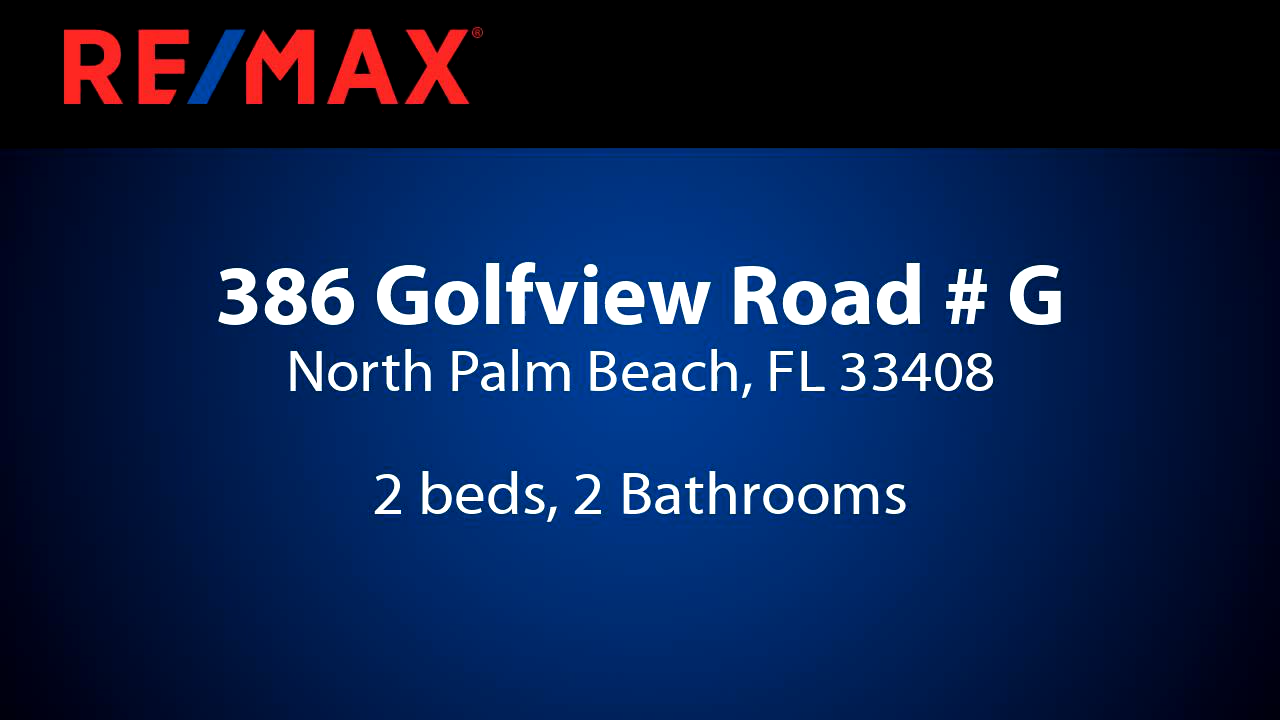 RE/MAX®
386 Golfview Road # G
North Palm Beach, FL 33408
2 beds, 2 Bathrooms